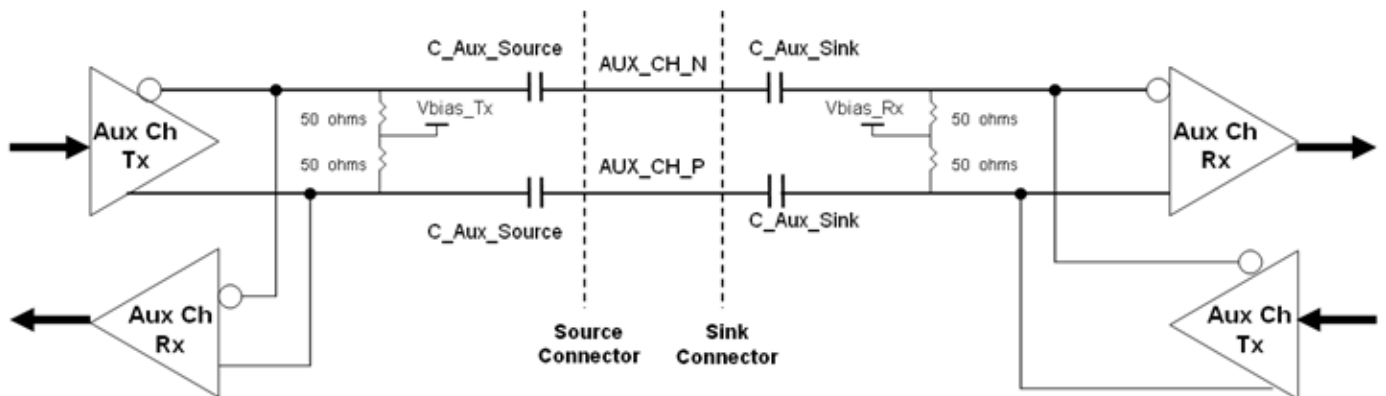 C_Aux_Source
AUX_CH_N
C_Aux_Sink
Aux Ch
Tx
50 ohms
Vbias_Tx
50 ohms
Vbias_Rx
50 ohms
50 ohms
Aux Ch
Rx
AUX_CH_P
C_Aux_Source
C_Aux_Sink
Aux Ch
Rx
Source
Connector
Sink
Connector
Aux Ch
Tx